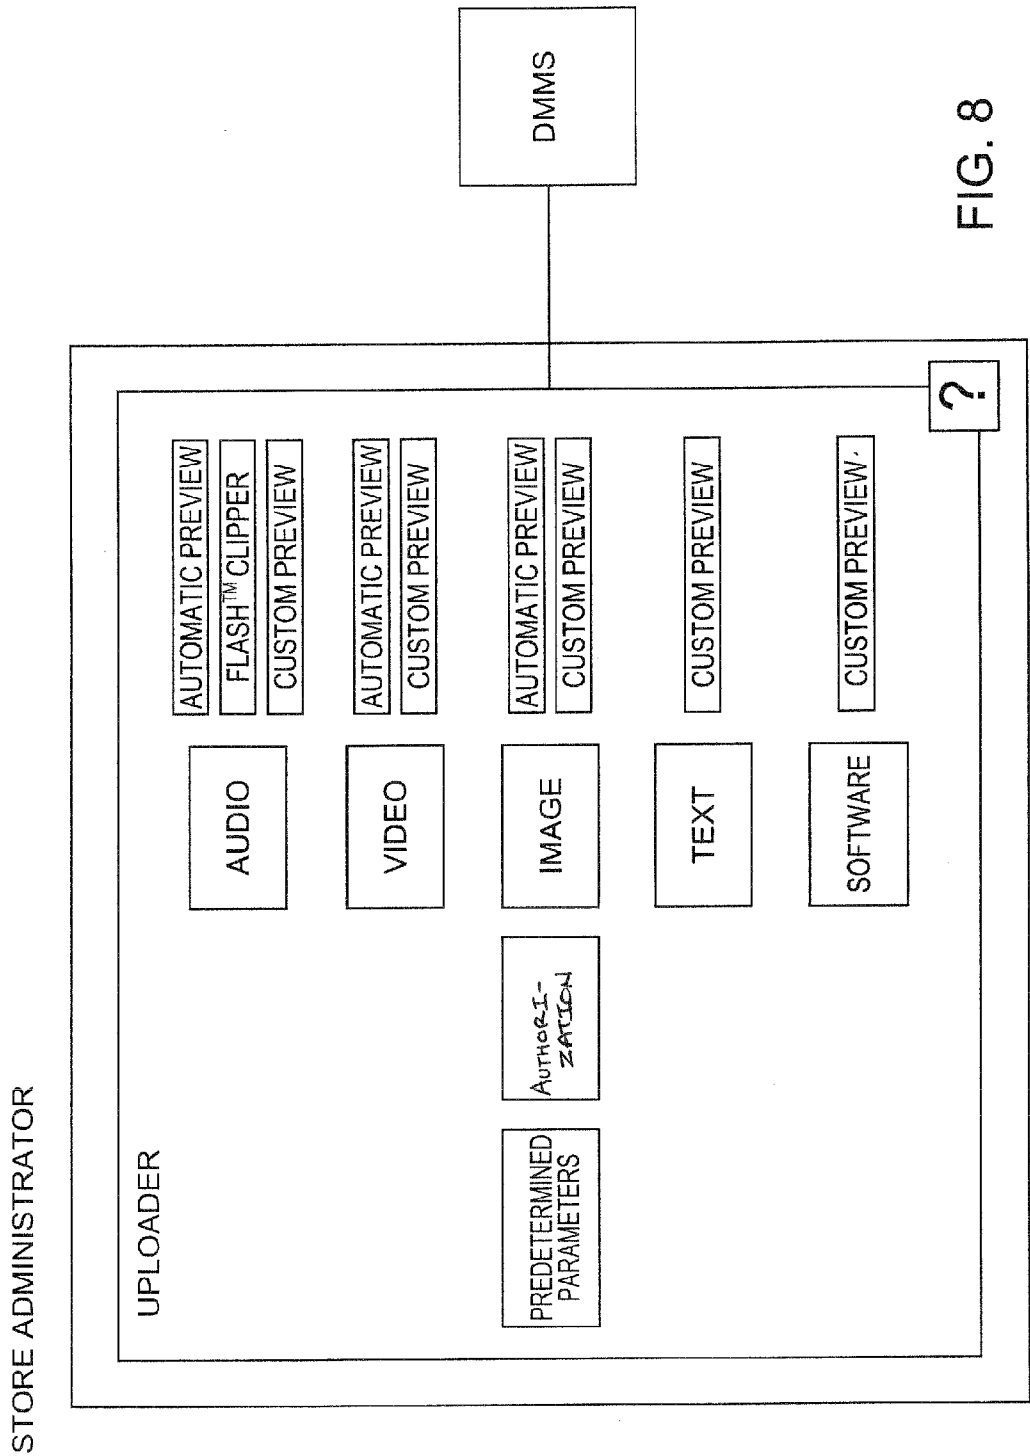 STORE ADMINISTRATOR
UPLOADER
PREDETERMINED
PARAMETERS
AUTHORI-
ZATION
AUDIO
AUTOMATIC PREVIEW
FLASH™ CLIPPER
CUSTOM PREVIEW
VIDEO
AUTOMATIC PREVIEW
CUSTOM PREVIEW
IMAGE
AUTOMATIC PREVIEW
CUSTOM PREVIEW
TEXT
CUSTOM PREVIEW
SOFTWARE
CUSTOM PREVIEW
?
DMMS
FIG. 8